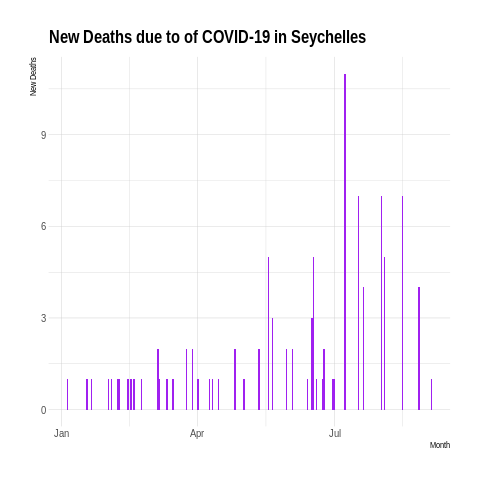 New Deaths due to of COVID-19 in Seychelles
New Deaths
9
6
3
0
Jan Apr Jul
Month